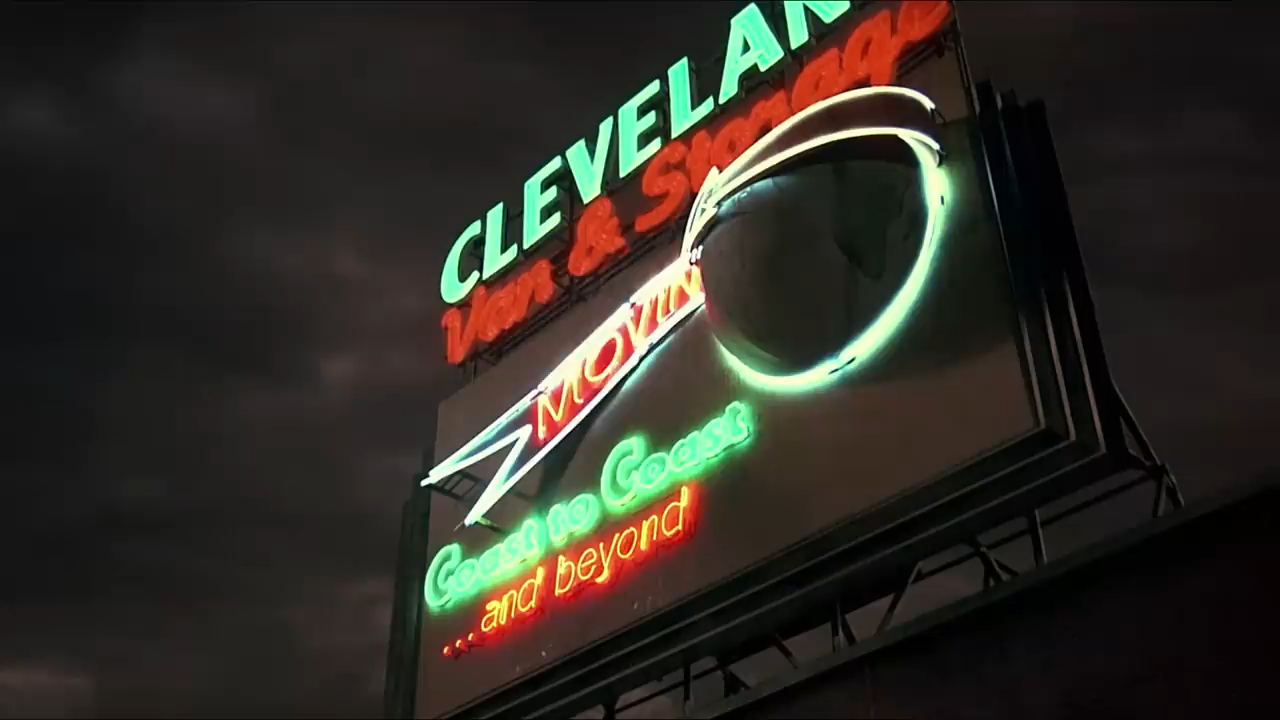 CLEVELAN
Van & Storage
MOVIN
Coast to Coast
...and beyond